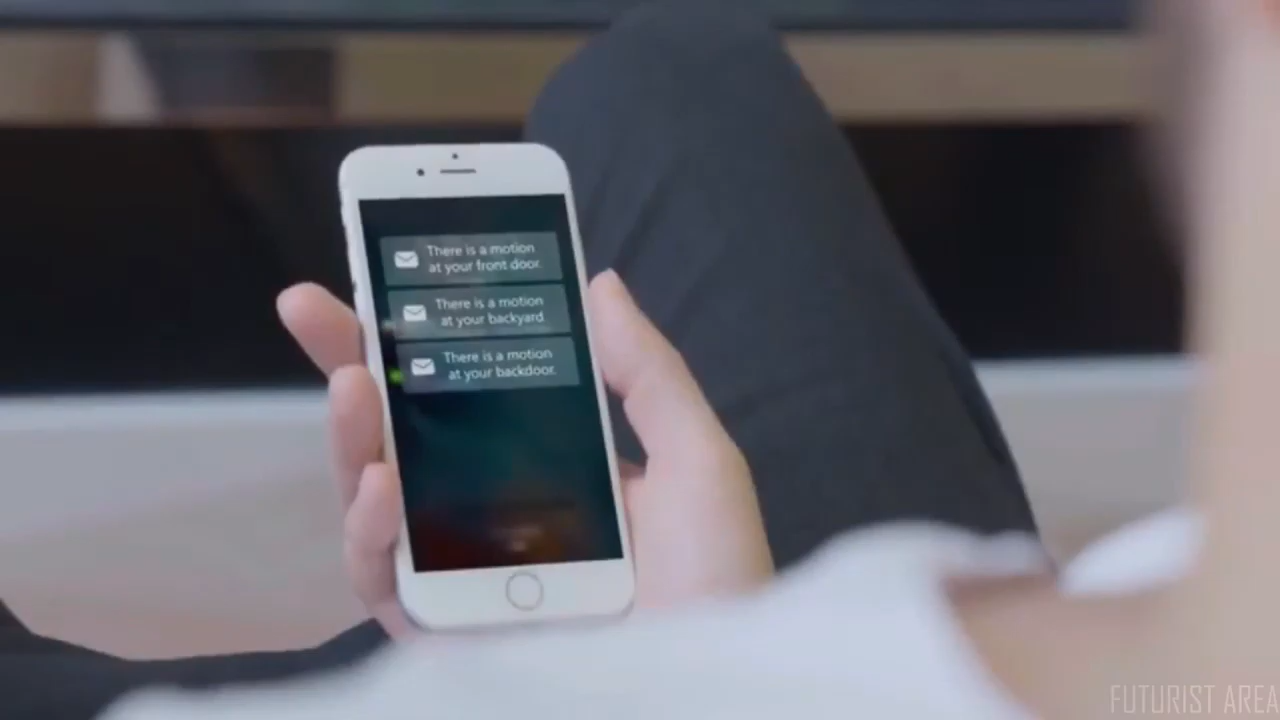 There is a motion
at your front door.
There is a motion
at your backyard
There is a motion
at your backdoor.
FUTURIST AREA